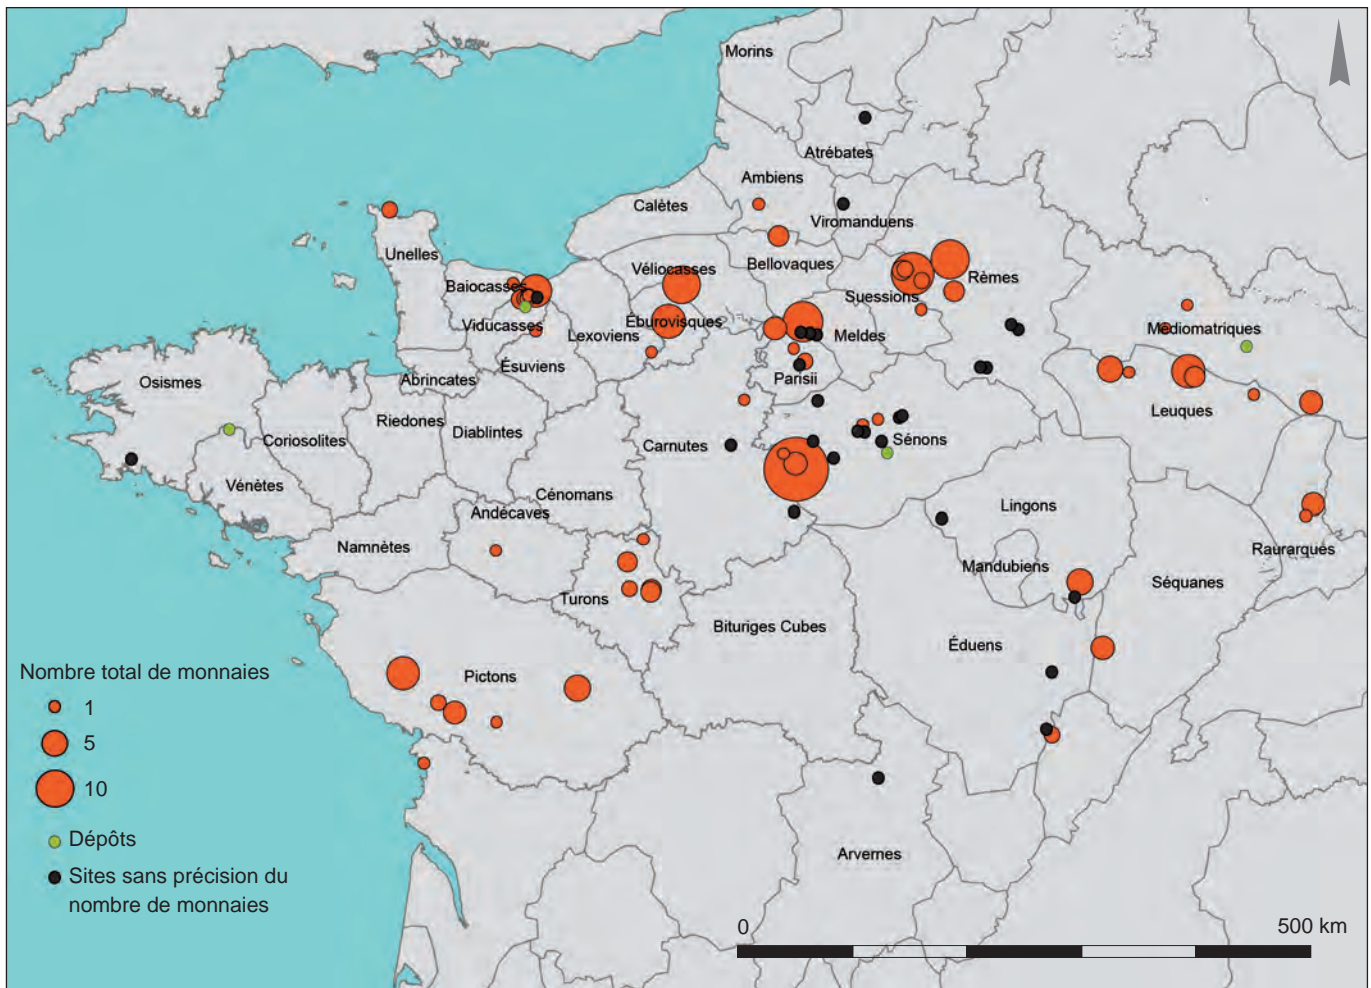 Morins
Atrébates
Ambiens
Calètes
Viromanduens
Unelles
Véliocasses
Bellovaques
Rèmes
Baiocasses
Suessions
Viducasses
Éburovisques
Lexoviens
Meldes
Médiomatriques
Ésuviens
Parisii
Osismes
Abrincates
Leuques
Riedones
Diablintes
Coriosolites
Carnutes
Sénons
Vénètes
Cénomans
Andécaves
Lingons
Namnètes
Raurarques
Mandubiens
Séquanes
Turons
Bituriges Cubes
Éduens
Pictons
Arvernes
Nombre total de monnaies
1
5
10
Dépôts
Sites sans précision du
nombre de monnaies
0 500 km